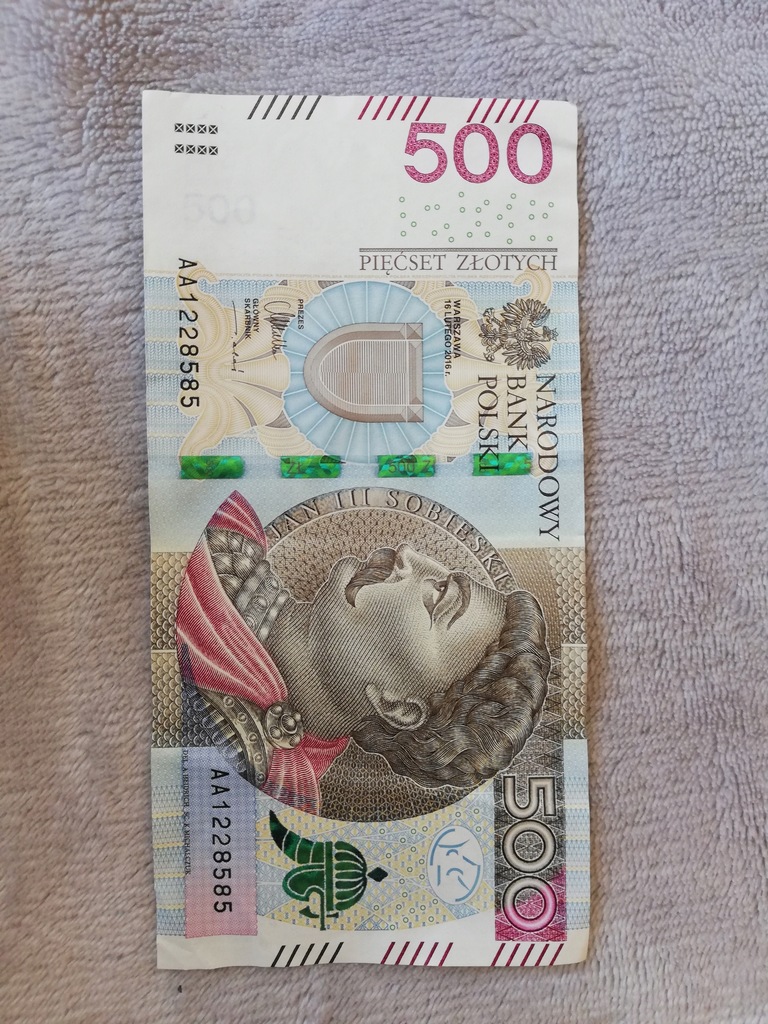 500
PIĘĆSET ZŁOTYCH
NARODOWY
BANK
POLSKI
WARSZAWA
16 LUTEGO 2016 r.
PREZES
GŁÓWNY
SKARBNIK
AA1228585
500 Z
JAN III SOBIESKI
500
AA1228585